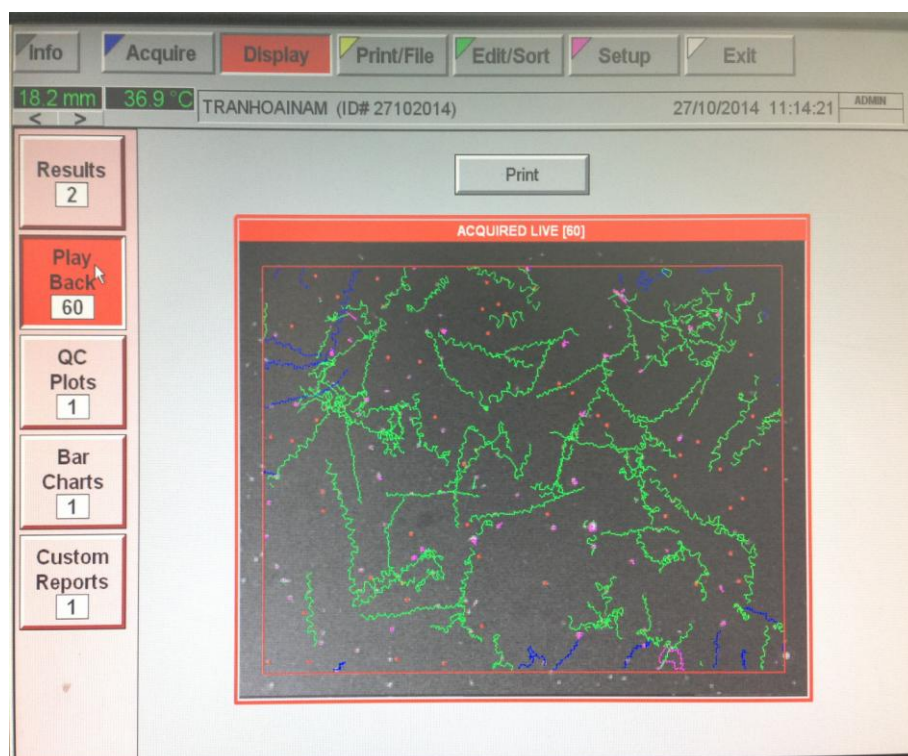 Info Acquire Display Print/File Edit/Sort Setup Exit
18.2 mm 36 9 °C TRANHOAINAM (ID# 27102014) 27/10/2014 11:14:21 ADMIN
< >
Print
Results
2
Play
Back
60
QC
Plots
1
Bar
Charts
1
Custom
Reports
1
ACQUIRED LIVE [60]